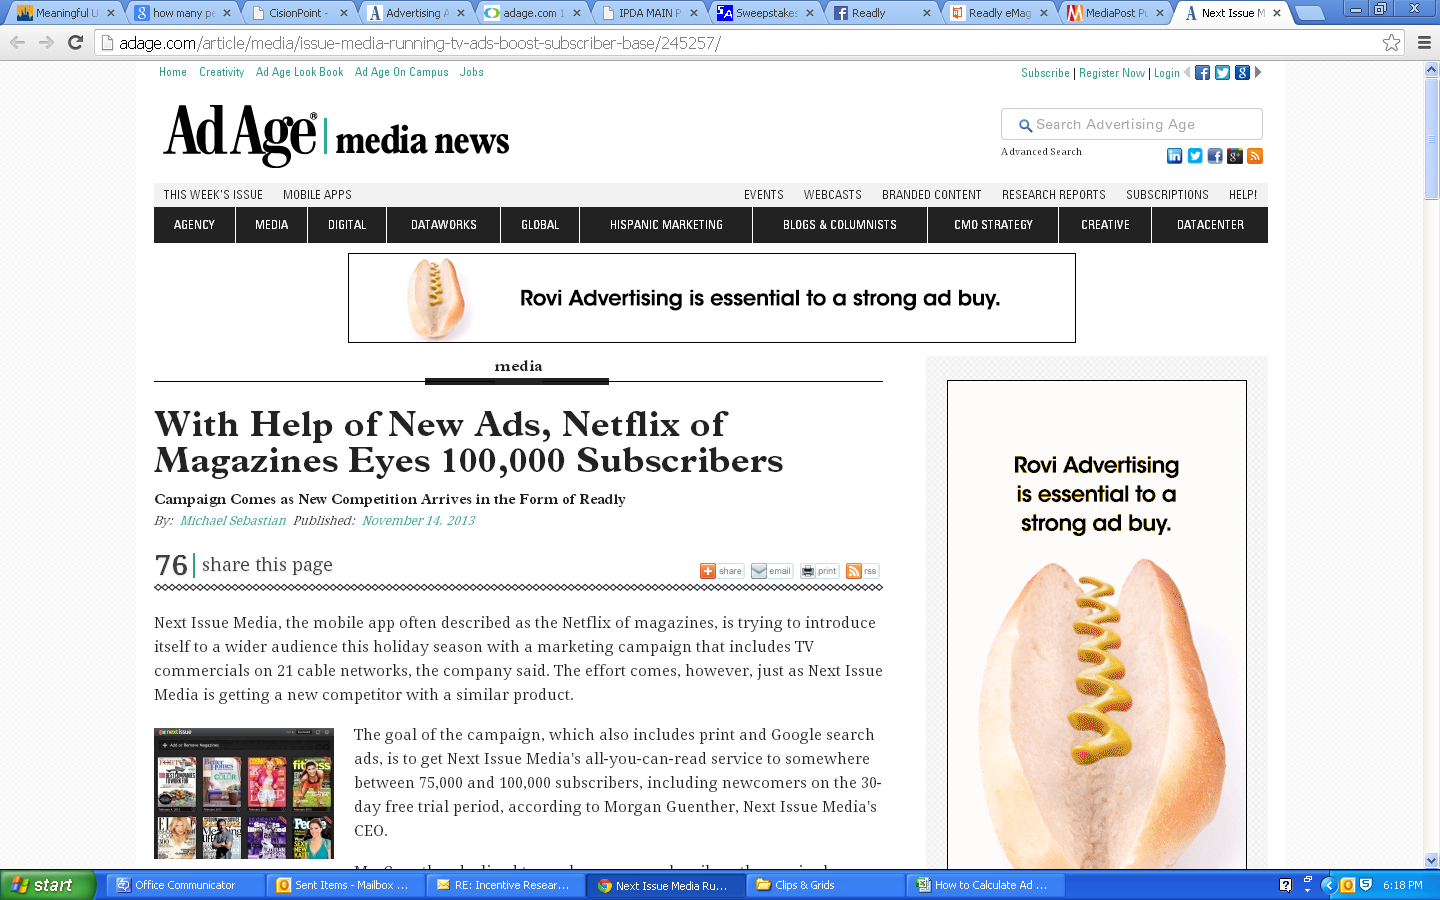 Meaningful U
how many pe
CisionPoint -
Advertising A
adage.com 1
IPDA MAIN P
Sweepstakes
Readly
Readly eMag
MediaPost Pu
Next Issue M
adage.com/article/media/issue-media-running-tv-ads-boost-subscriber-base/245257/
Home Creativity Ad Age Look Book Ad Age On Campus Jobs
Subscribe | Register Now | Login
Ad Age® | media news
Search Advertising Age
Advanced Search
THIS WEEK'S ISSUE MOBILE APPS EVENTS WEBCASTS BRANDED CONTENT RESEARCH REPORTS SUBSCRIPTIONS HELP!
AGENCY MEDIA DIGITAL DATAWORKS GLOBAL HISPANIC MARKETING BLOGS & COLUMNISTS CMO STRATEGY CREATIVE DATACENTER
Rovi Advertising is essential to a strong ad buy.
media
With Help of New Ads, Netflix of
Magazines Eyes 100,000 Subscribers
Campaign Comes as New Competition Arrives in the Form of Readly
By: Michael Sebastian Published: November 14, 2013
76 | share this page
share email print rss
Next Issue Media, the mobile app often described as the Netflix of magazines, is trying to introduce
itself to a wider audience this holiday season with a marketing campaign that includes TV
commercials on 21 cable networks, the company said. The effort comes, however, just as Next Issue
Media is getting a new competitor with a similar product.
nextissue
Add or Remove Magazines
The goal of the campaign, which also includes print and Google search
ads, is to get Next Issue Media's all-you-can-read service to somewhere
between 75,000 and 100,000 subscribers, including newcomers on the 30-
day free trial period, according to Morgan Guenther, Next Issue Media's
CEO.
Rovi Advertising
is essential to a
strong ad buy.
start
Office Communicator
Sent Items - Mailbox ...
RE: Incentive Resear...
Next Issue Media Ru...
Clips & Grids
How to Calculate Ad ...
6:18 PM